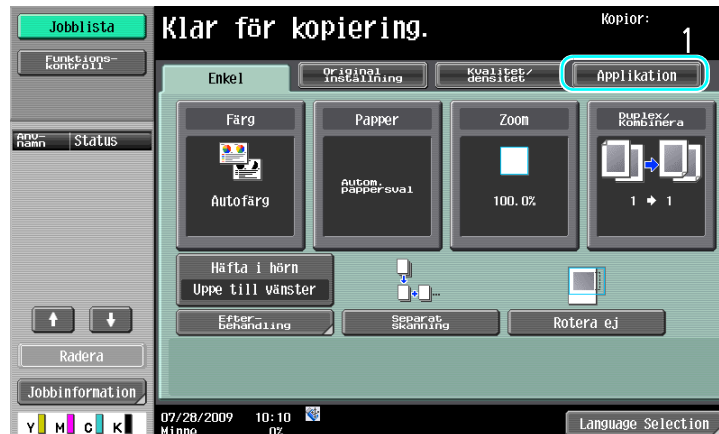 Jobblista
Klar för kopiering.
Kopior:
1
Funktions-
kontroll
Enkel
Original
inställning
Kvalitet/
densitet
Applikation
Anv-
namn
Status
Färg
Papper
Zoom
Duplex/
Kombinera
Autofärg
Autom.
pappersval
100.0%
1 ➔ 1
Häfta i hörn
Uppe till vänster
Efter-
behandling
Separat
skanning
Rotera ej
Radera
Jobbinformation
Y M C K
07/28/2009 10:10
Minne 0%
Language Selection